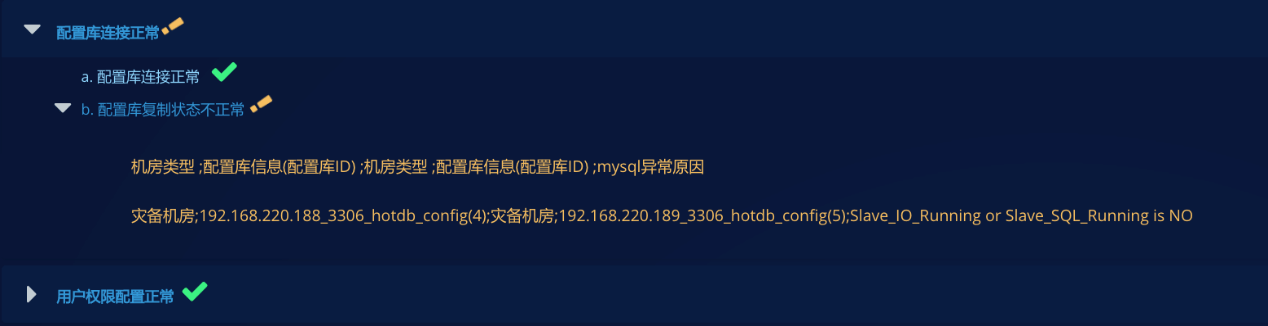 配置库连接正常
a. 配置库连接正常
b. 配置库复制状态不正常
机房类型 ;配置库信息(配置库ID) ;机房类型 ;配置库信息(配置库ID) ;mysql异常原因
灾备机房;192.168.220.188_3306_hotdb_config(4);灾备机房;192.168.220.189_3306_hotdb_config(5);Slave_IO_Running or Slave_SQL_Running is NO
用户权限配置正常